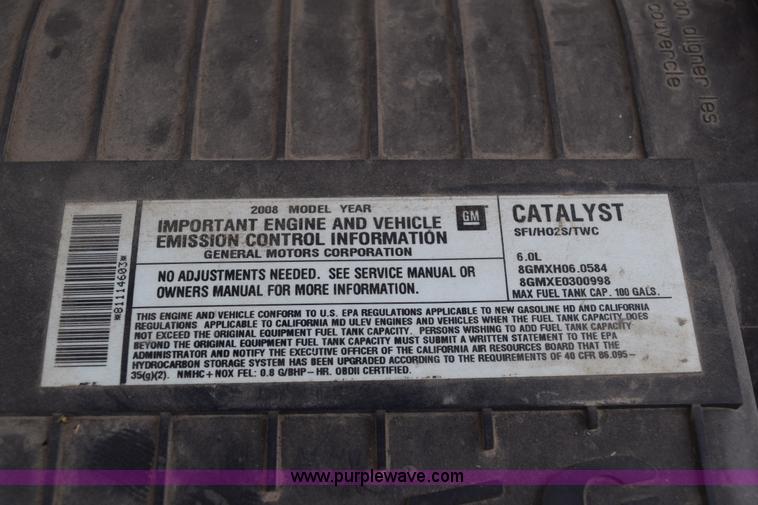 on, aligner les
couvercle
*81114603*
2008 MODEL YEAR
IMPORTANT ENGINE AND VEHICLE
EMISSION CONTROL INFORMATION
GENERAL MOTORS CORPORATION
GM
NO ADJUSTMENTS NEEDED. SEE SERVICE MANUAL OR
OWNERS MANUAL FOR MORE INFORMATION.
CATALYST
SFI/HO2S/TWC
6.0L
8GMXH06.0584
8GMXE0300998
MAX FUEL TANK CAP. 100 GALS.
THIS ENGINE AND VEHICLE CONFORM TO U.S. EPA REGULATIONS APPLICABLE TO NEW GASOLINE HD AND CALIFORNIA
REGULATIONS APPLICABLE TO CALIFORNIA MD ULEV ENGINES AND VEHICLES WHEN THE FUEL TANK CAPACITY DOES
NOT EXCEED THE ORIGINAL EQUIPMENT FUEL TANK CAPACITY. PERSONS WISHING TO ADD FUEL TANK CAPACITY
BEYOND THE ORIGINAL EQUIPMENT FUEL TANK CAPACITY MUST SUBMIT A WRITTEN STATEMENT TO THE EPA
ADMINISTRATOR AND NOTIFY THE EXECUTIVE OFFICER OF THE CALIFORNIA AIR RESOURCES BOARD THAT THE
HYDROCARBON STORAGE SYSTEM HAS BEEN UPGRADED ACCORDING TO THE REQUIREMENTS OF 40 CFR 86.095-
35(g)(2). NMHC+NOX FEL: 0.8 G/BHP-HR. OBDII CERTIFIED.
www.purplewave.com